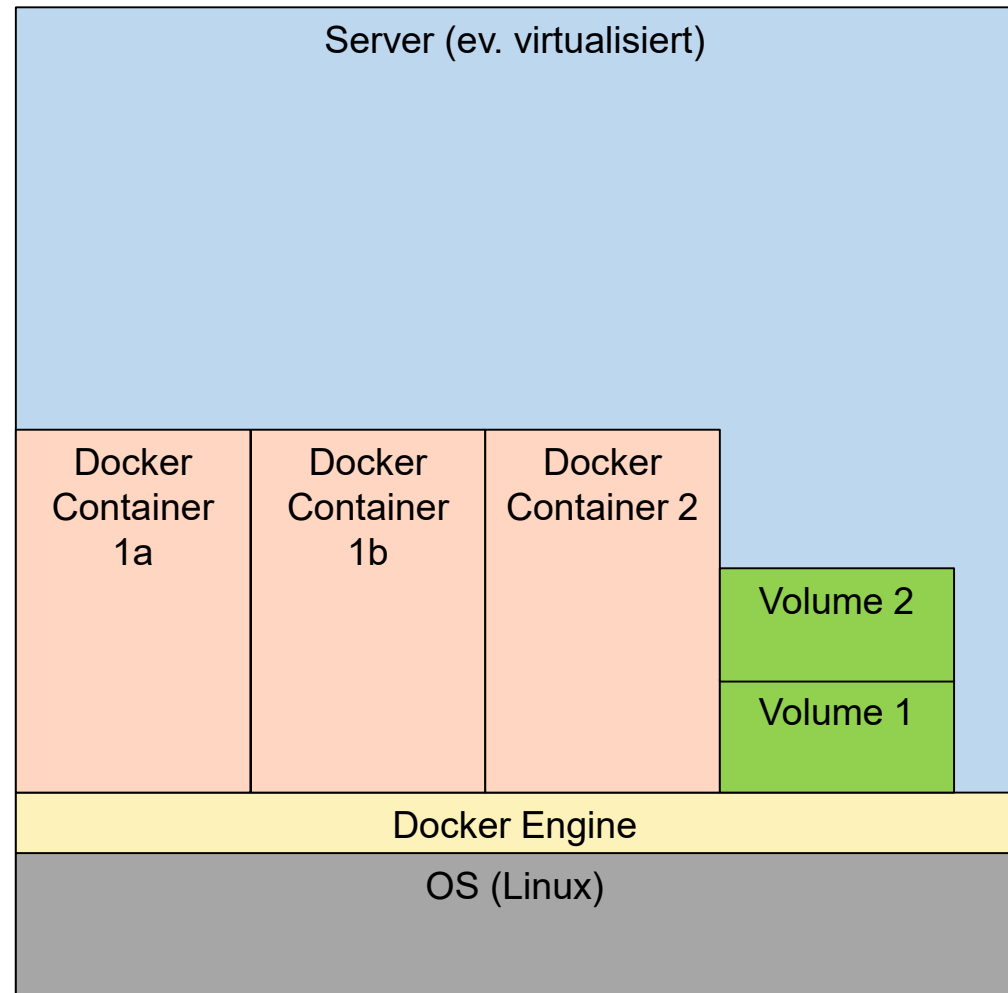 Server (ev. virtualisiert)
Docker
Container
1a
Docker
Container
1b
Docker
Container 2
Volume 2
Volume 1
Docker Engine
OS (Linux)